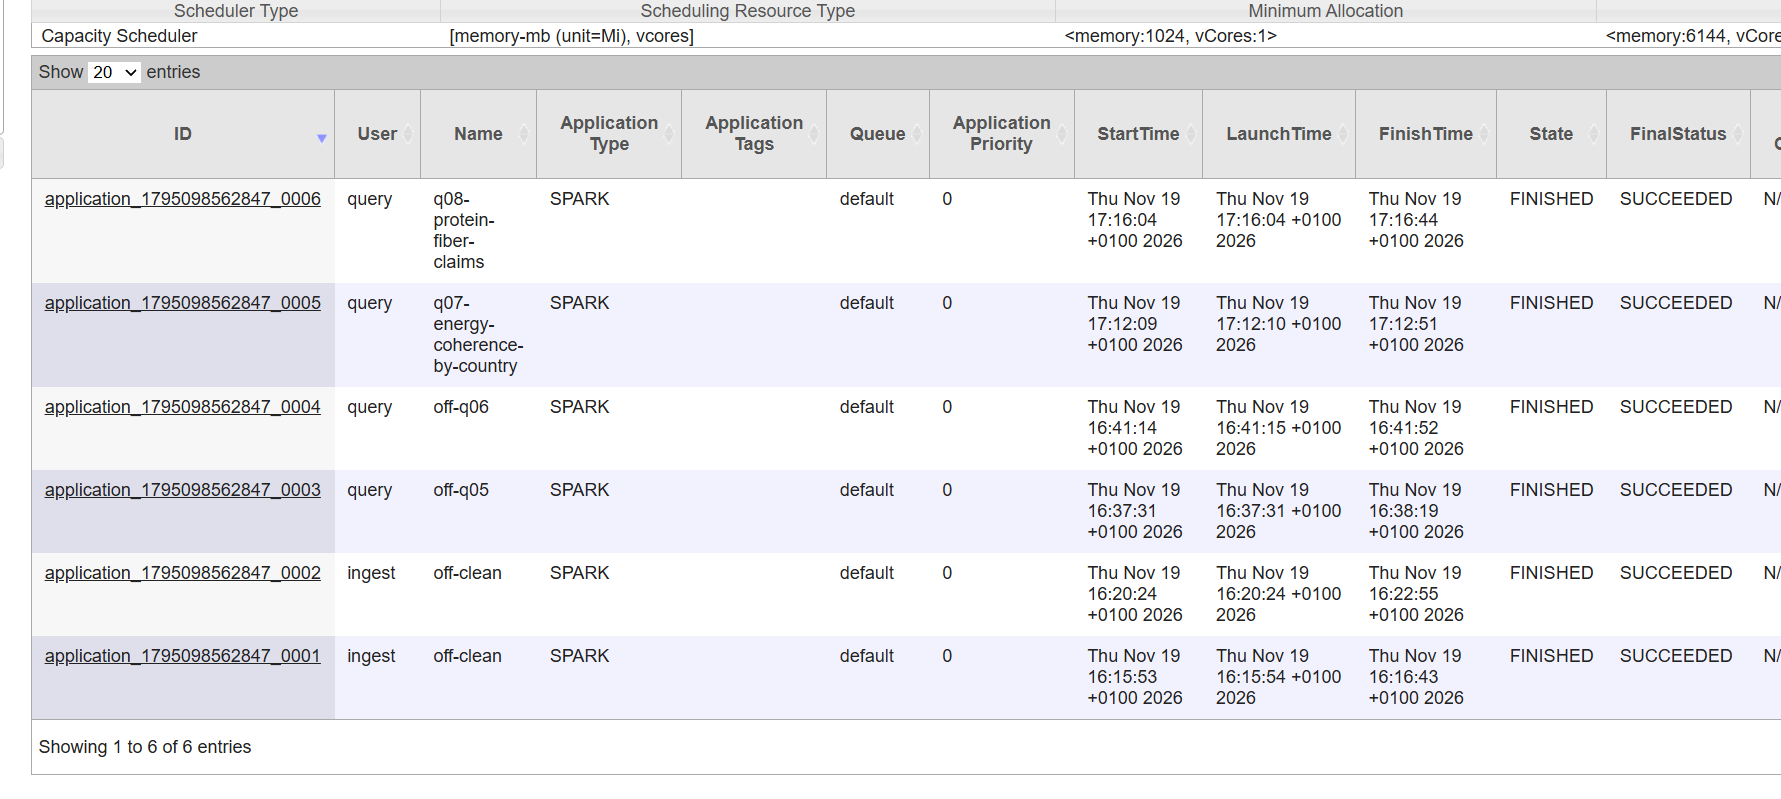 Scheduler Type Scheduling Resource Type Minimum Allocation
Capacity Scheduler [memory-mb (unit=Mi), vcores] <memory:1024, vCores:1> <memory:6144, vCore
Show 20 entries
ID User Name Application Type Application Tags Queue Application Priority StartTime LaunchTime FinishTime State FinalStatus
application_1795098562847_0006 query q08-protein-fiber-claims SPARK default 0 Thu Nov 19 17:16:04 +0100 2026 Thu Nov 19 17:16:04 +0100 2026 Thu Nov 19 17:16:44 +0100 2026 FINISHED SUCCEEDED N/
application_1795098562847_0005 query q07-energy-coherence-by-country SPARK default 0 Thu Nov 19 17:12:09 +0100 2026 Thu Nov 19 17:12:10 +0100 2026 Thu Nov 19 17:12:51 +0100 2026 FINISHED SUCCEEDED N/
application_1795098562847_0004 query off-q06 SPARK default 0 Thu Nov 19 16:41:14 +0100 2026 Thu Nov 19 16:41:15 +0100 2026 Thu Nov 19 16:41:52 +0100 2026 FINISHED SUCCEEDED N/
application_1795098562847_0003 query off-q05 SPARK default 0 Thu Nov 19 16:37:31 +0100 2026 Thu Nov 19 16:37:31 +0100 2026 Thu Nov 19 16:38:19 +0100 2026 FINISHED SUCCEEDED N/
application_1795098562847_0002 ingest off-clean SPARK default 0 Thu Nov 19 16:20:24 +0100 2026 Thu Nov 19 16:20:24 +0100 2026 Thu Nov 19 16:22:55 +0100 2026 FINISHED SUCCEEDED N/
application_1795098562847_0001 ingest off-clean SPARK default 0 Thu Nov 19 16:15:53 +0100 2026 Thu Nov 19 16:15:54 +0100 2026 Thu Nov 19 16:16:43 +0100 2026 FINISHED SUCCEEDED N/
Showing 1 to 6 of 6 entries